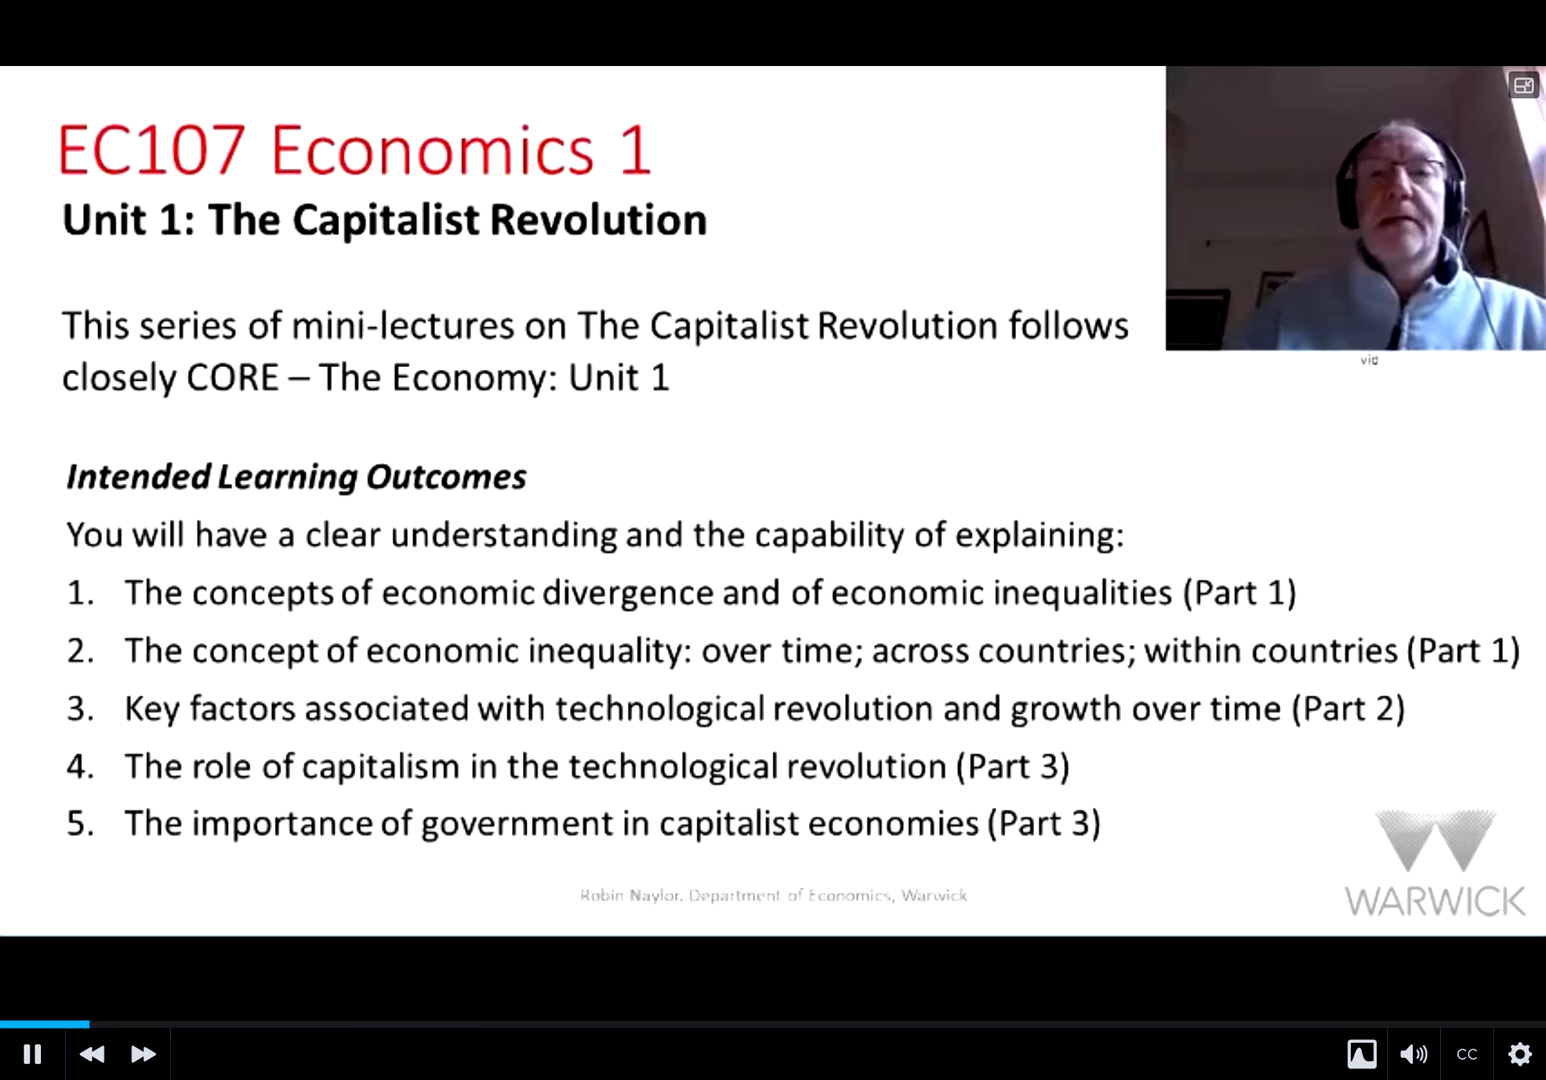 EC107 Economics 1
Unit 1: The Capitalist Revolution
This series of mini-lectures on The Capitalist Revolution follows
closely CORE – The Economy: Unit 1
vid
Intended Learning Outcomes
You will have a clear understanding and the capability of explaining:
1. The concepts of economic divergence and of economic inequalities (Part 1)
2. The concept of economic inequality: over time; across countries; within countries (Part 1)
3. Key factors associated with technological revolution and growth over time (Part 2)
4. The role of capitalism in the technological revolution (Part 3)
5. The importance of government in capitalist economies (Part 3)
Robin Naylor, Department of Economics, Warwick
WARWICK
CC